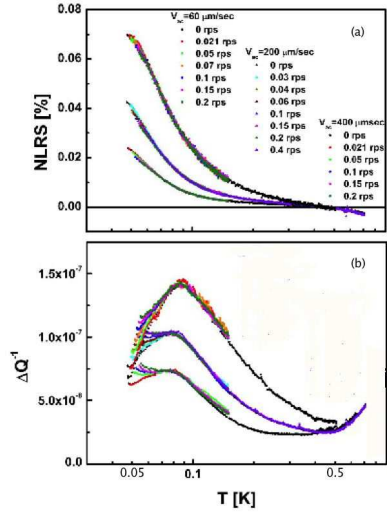 (a)
V_ac=60 μm/sec
0 rps
0.021 rps
0.05 rps
0.07 rps
0.1 rps
0.15 rps
0.2 rps
V_ac=200 μm/sec
0 rps
0.03 rps
0.04 rps
0.06 rps
0.1 rps
0.15 rps
0.2 rps
0.4 rps
V_ac=400 μmsec
0 rps
0.021 rps
0.05 rps
0.1 rps
0.15 rps
0.2 rps
NLRS [%]
0.08
0.06
0.04
0.02
0.00
(b)
ΔQ⁻¹
1.5x10⁻⁷
1.0x10⁻⁷
5.0x10⁻⁸
0.0
0.05
0.1
0.5
T [K]